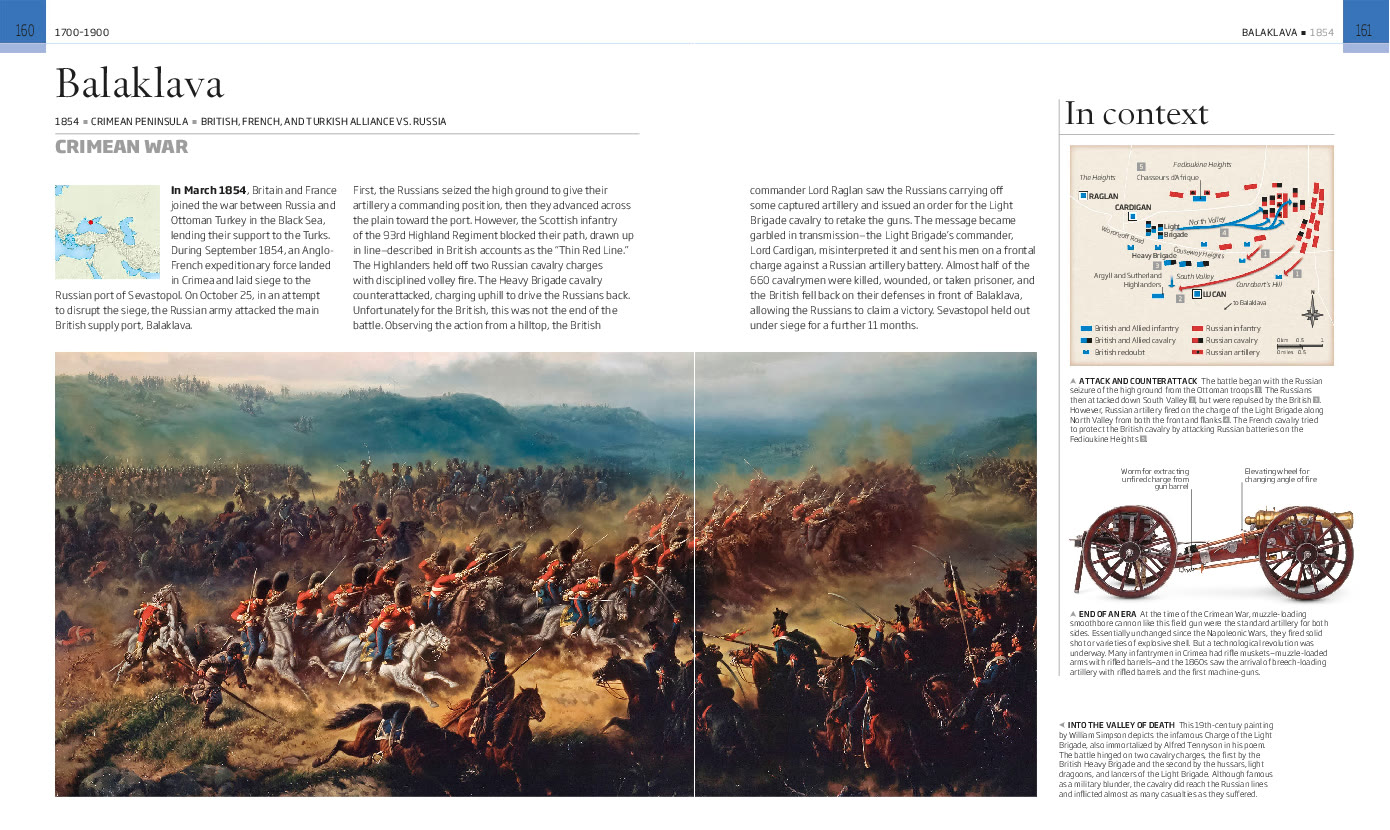 160
1700-1900
BALAKLAVA ■ 1854
161
Balaklava
1854 ■ CRIMEAN PENINSULA ■ BRITISH, FRENCH, AND TURKISH ALLIANCE VS. RUSSIA
CRIMEAN WAR
In March 1854, Britain and France
joined the war between Russia and
Ottoman Turkey in the Black Sea,
lending their support to the Turks.
During September 1854, an Anglo-
French expeditionary force landed
in Crimea and laid siege to the
Russian port of Sevastopol. On October 25, in an attempt
to disrupt the siege, the Russian army attacked the main
British supply port, Balaklava.
First, the Russians seized the high ground to give their
artillery a commanding position, then they advanced across
the plain toward the port. However, the Scottish infantry
of the 93rd Highland Regiment blocked their path, drawn up
in line–described in British accounts as the “Thin Red Line.”
The Highlanders held off two Russian cavalry charges
with disciplined volley fire. The Heavy Brigade cavalry
counterattacked, charging uphill to drive the Russians back.
Unfortunately for the British, this was not the end of the
battle. Observing the action from a hilltop, the British
commander Lord Raglan saw the Russians carrying off
some captured artillery and issued an order for the Light
Brigade cavalry to retake the guns. The message became
garbled in transmission–the Light Brigade’s commander,
Lord Cardigan, misinterpreted it and sent his men on a frontal
charge against a Russian artillery battery. Almost half of the
660 cavalrymen were killed, wounded, or taken prisoner, and
the British fell back on their defenses in front of Balaklava,
allowing the Russians to claim a victory. Sevastopol held out
under siege for a further 11 months.
In context
5
Fedioukine Heights
The Heights
Chasseurs d'Afrique
RAGLAN
CARDIGAN
North Valley
Light
Brigade
4
Woronzoff Road
Causeway Heights
Heavy Brigade
1
3
Argyll and Sutherland
Highlanders
South Valley
1
Canrobert's Hill
2
LUCAN
to Balaklava
N
British and Allied infantry
Russian infantry
British and Allied cavalry
Russian cavalry
British redoubt
Russian artillery
0 km 0.5 1
0 miles 0.5
ATTACK AND COUNTERATTACK The battle began with the Russian
seizure of the high ground from the Ottoman troops 1. The Russians
then attacked down South Valley 2, but were repulsed by the British 3.
However, Russian artillery fired on the charge of the Light Brigade along
North Valley from both the front and flanks 4. The French cavalry tried
to protect the British cavalry by attacking Russian batteries on the
Fedioukine Heights 5.
Worm for extracting
unfired charge from
gun barrel
Elevating wheel for
changing angle of fire
END OF AN ERA At the time of the Crimean War, muzzle-loading
smoothbore cannon like this field gun were the standard artillery for both
sides. Essentially unchanged since the Napoleonic Wars, they fired solid
shot or varieties of explosive shell. But a technological revolution was
underway. Many infantrymen in Crimea had rifle muskets–muzzle-loaded
arms with rifled barrels–and the 1860s saw the arrival of breech-loading
artillery with rifled barrels and the first machine-guns.
INTO THE VALLEY OF DEATH This 19th-century painting
by William Simpson depicts the infamous Charge of the Light
Brigade, also immortalized by Alfred Tennyson in his poem.
The battle hinged on two cavalry charges, the first by the
British Heavy Brigade and the second by the hussars, light
dragoons, and lancers of the Light Brigade. Although famous
as a military blunder, the cavalry did reach the Russian lines
and inflicted almost as many casualties as they suffered.